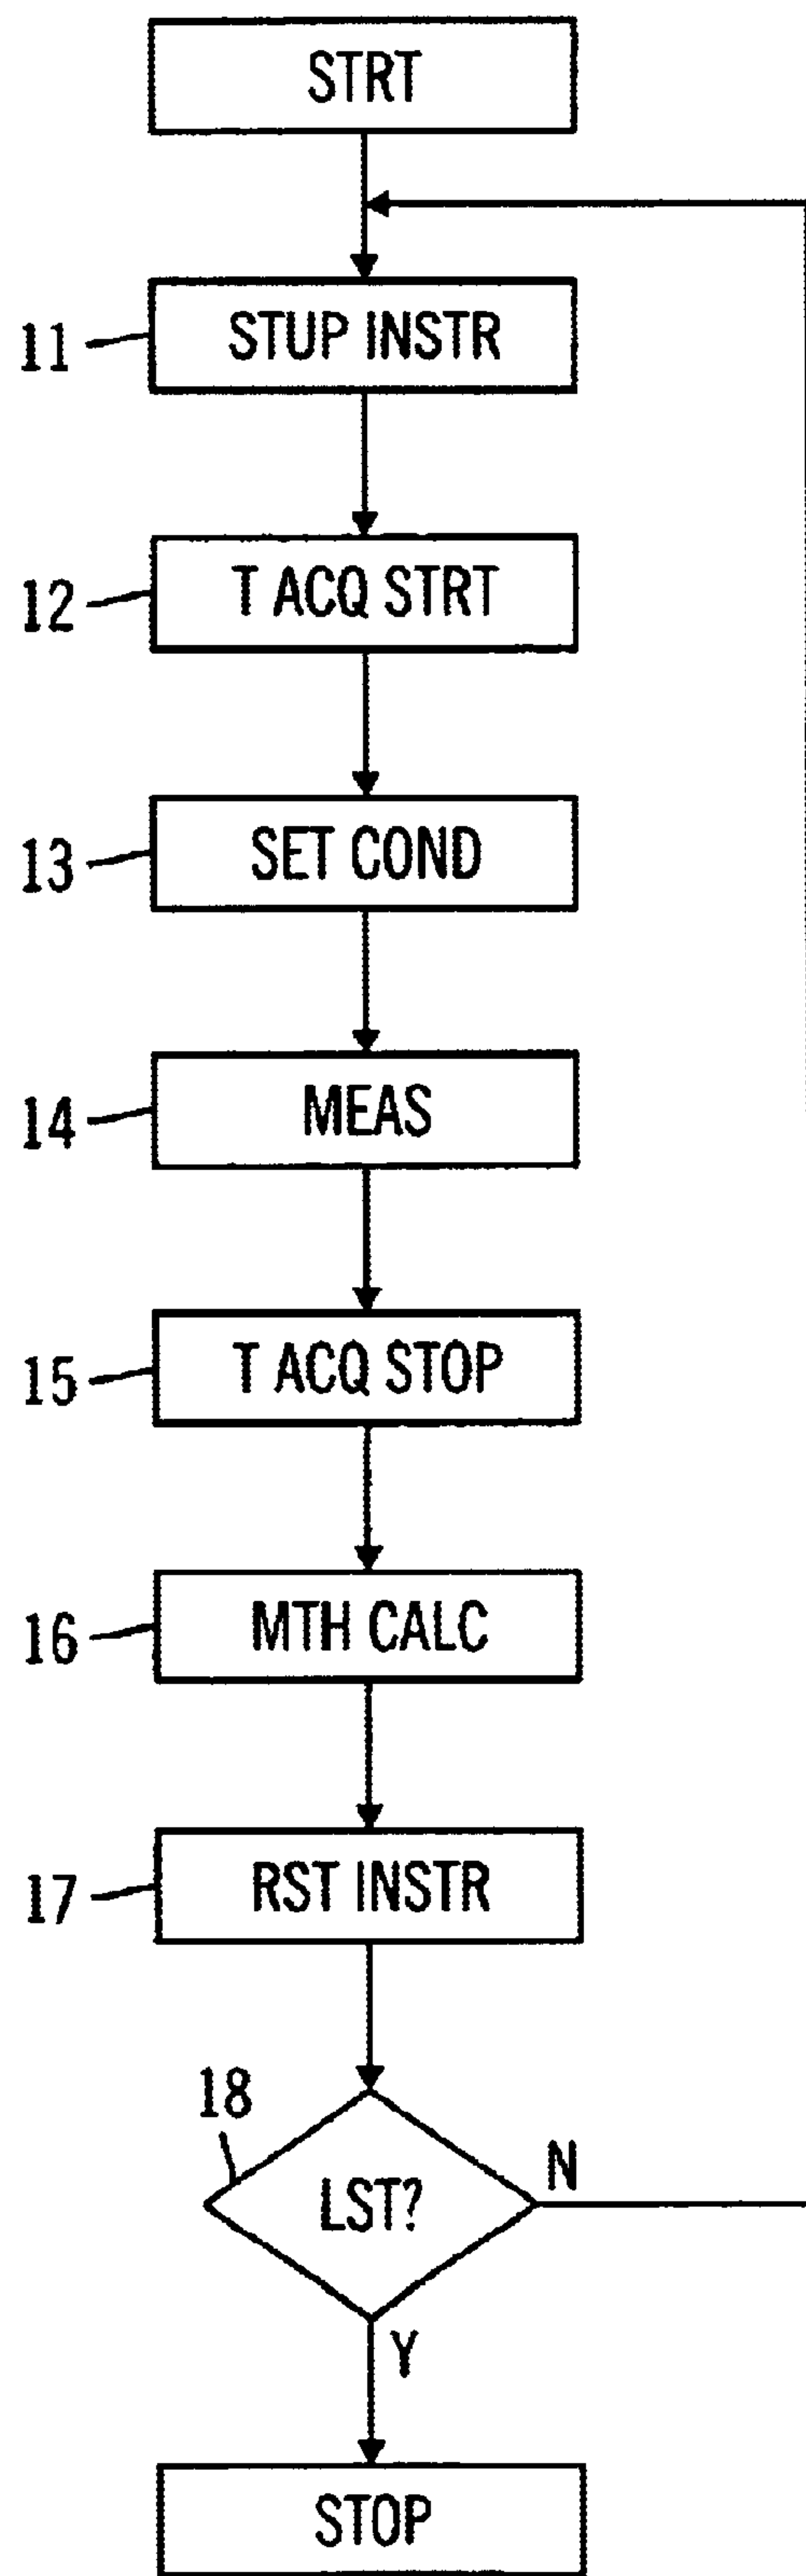 STRT
11
STUP INSTR
12
T ACQ STRT
13
SET COND
14
MEAS
15
T ACQ STOP
16
MTH CALC
17
RST INSTR
18
LST?
N
Y
STOP